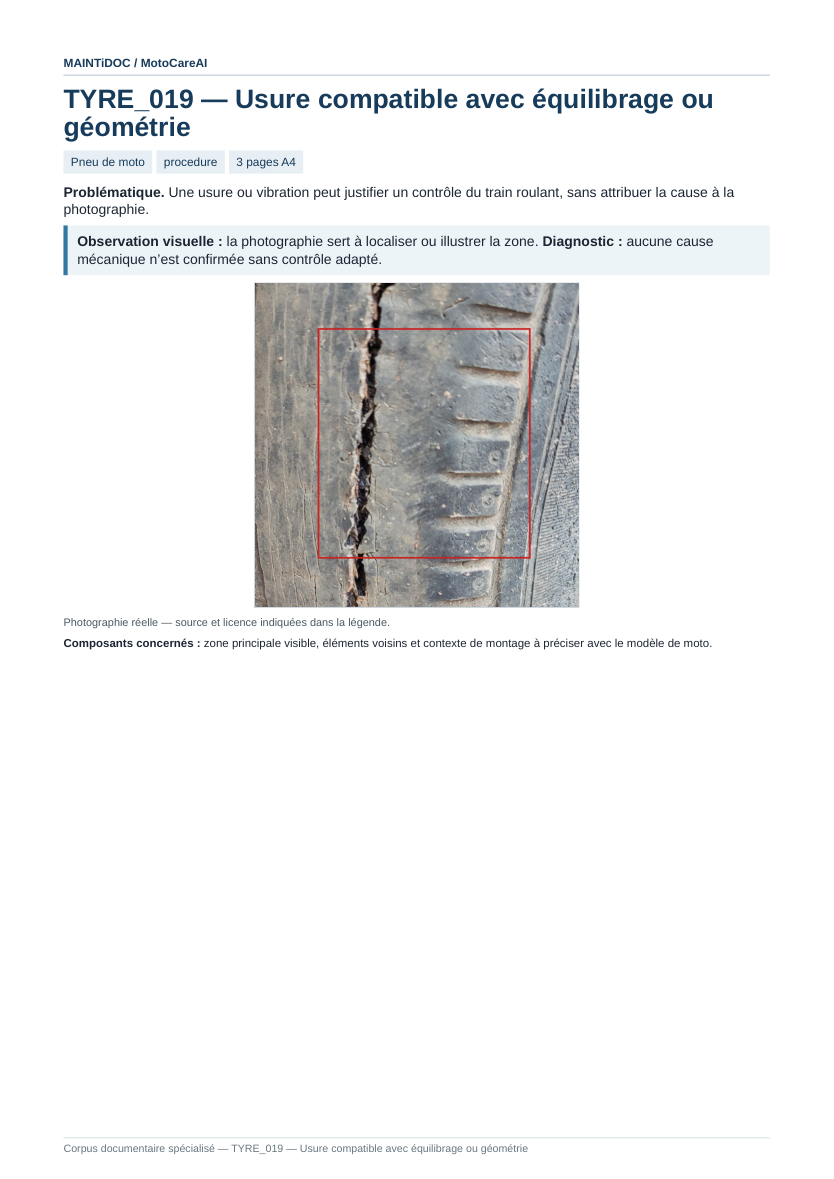 MAINTiDOC / MotoCareAI
TYRE_019 — Usure compatible avec équilibrage ou
géométrie
Pneu de moto procedure 3 pages A4
Problématique. Une usure ou vibration peut justifier un contrôle du train roulant, sans attribuer la cause à la
photographie.
Observation visuelle : la photographie sert à localiser ou illustrer la zone. Diagnostic : aucune cause
mécanique n’est confirmée sans contrôle adapté.
Photographie réelle — source et licence indiquées dans la légende.
Composants concernés : zone principale visible, éléments voisins et contexte de montage à préciser avec le modèle de moto.
Corpus documentaire spécialisé — TYRE_019 — Usure compatible avec équilibrage ou géométrie